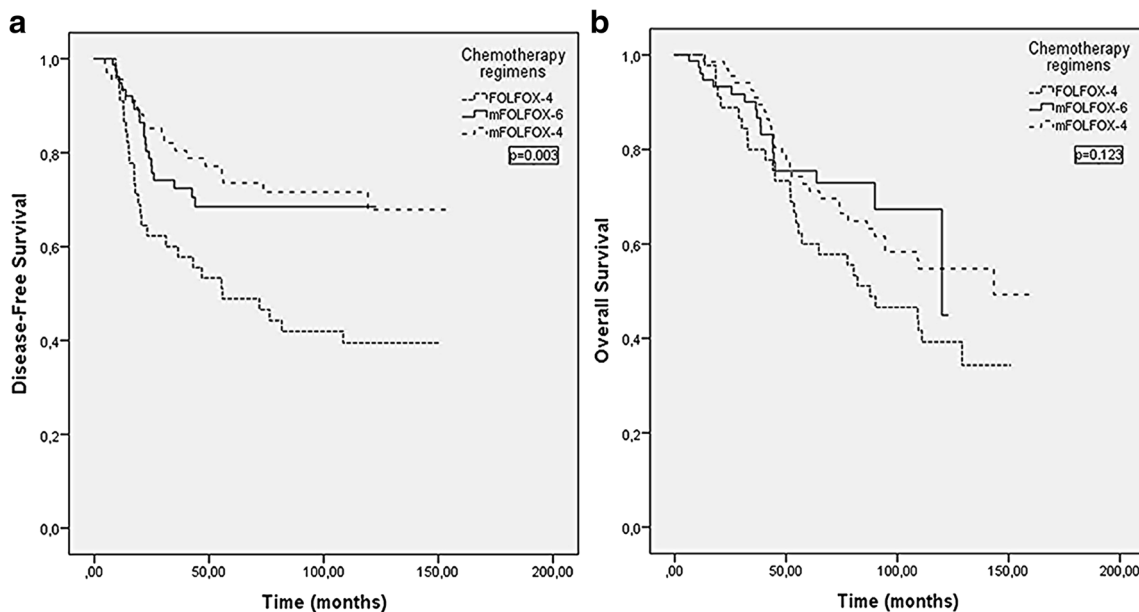 a
Chemotherapy
regimens
FOLFOX-4
mFOLFOX-6
mFOLFOX-4
p=0.003
1,0
0,8
0,6
0,4
0,2
0,0
Disease-Free Survival
,00
50,00
100,00
150,00
200,00
Time (months)
b
Chemotherapy
regimens
FOLFOX-4
mFOLFOX-6
mFOLFOX-4
p=0.123
1,0
0,8
0,6
0,4
0,2
0,0
Overall Survival
,00
50,00
100,00
150,00
200,00
Time (months)